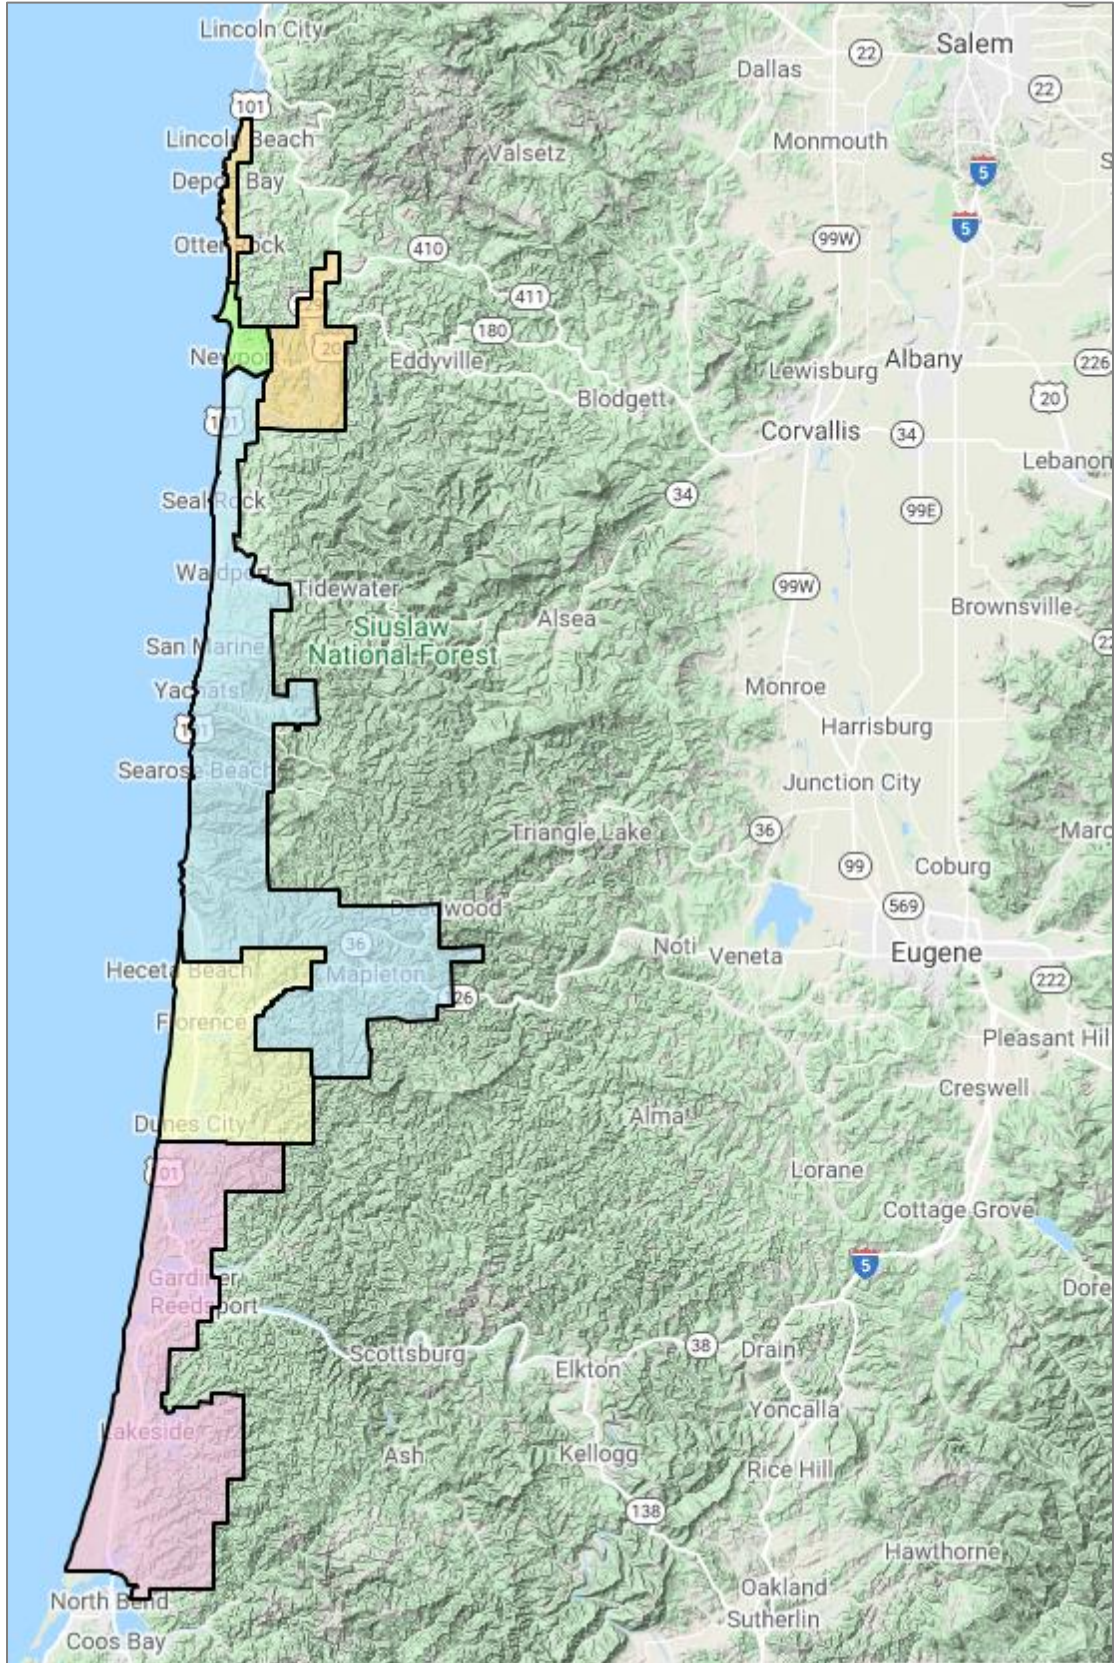 Lincoln City
Salem
22
Dallas
22
101
Lincoln Beach
Monmouth
Valsetz
5
Depoe Bay
5
99W
Otter Rock
410
411
180
20
Newport
Eddyville
Albany
226
Lewisburg
20
Blodgett
101
Corvallis
34
Lebanon
34
Seal Rock
99E
Waldport
Tidewater
99W
Brownsville
Alsea
Siuslaw
National Forest
San Marine
Yachats
Monroe
101
Harrisburg
Searose Beach
Junction City
Triangle Lake
36
99
Coburg
Deadwood
569
36
Noti
Veneta
Eugene
Heceta Beach
Mapleton
222
Florence
Pleasant Hil
Creswell
Dunes City
Alma
101
Lorane
Cottage Grove
5
Gardiner
Dore
Reedsport
Scottsburg
38
Drain
Elkton
Yoncalla
Lakeside
Ash
Kellogg
Rice Hill
138
Hawthorne
North Bend
Oakland
Sutherlin
Coos Bay